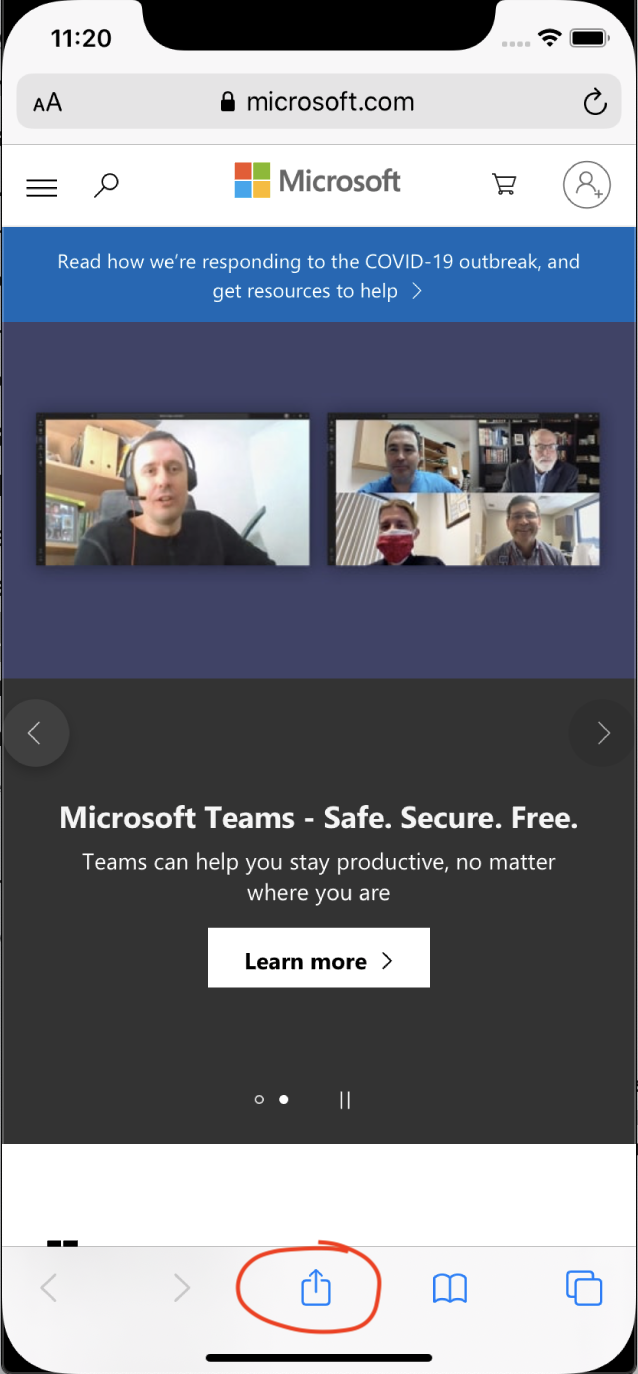 11:20
AA
microsoft.com
Microsoft
Read how we’re responding to the COVID-19 outbreak, and
get resources to help
Microsoft Teams - Safe. Secure. Free.
Teams can help you stay productive, no matter
where you are
Learn more